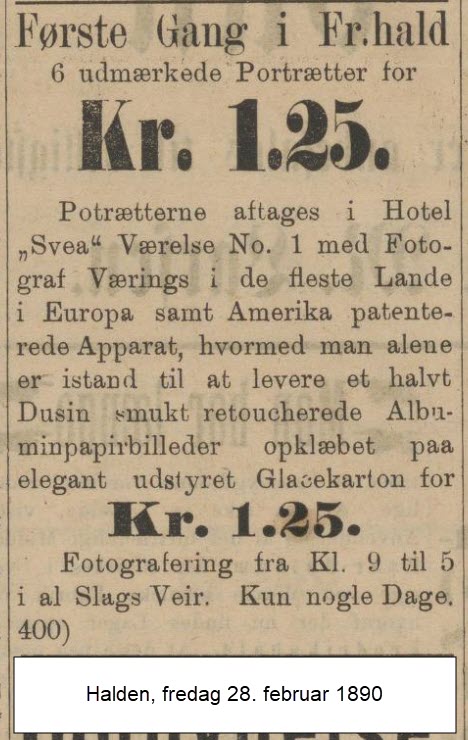 Første Gang i Fr.hald
6 udmærkede Portrætter for
Kr. 1.25.
Potrætterne aftages i Hotel
„Svea“ Værelse No. 1 med Foto-
graf Værings i de fleste Lande
i Europa samt Amerika patente-
rede Apparat, hvormed man alene
er istand til at levere et halvt
Dusin smukt retoucherede Albu-
minpapirbilleder opklæbet paa
elegant udstyret Glacekarton for
Kr. 1.25.
Fotografering fra Kl. 9 til 5
i al Slags Veir. Kun nogle Dage.
400)
Halden, fredag 28. februar 1890